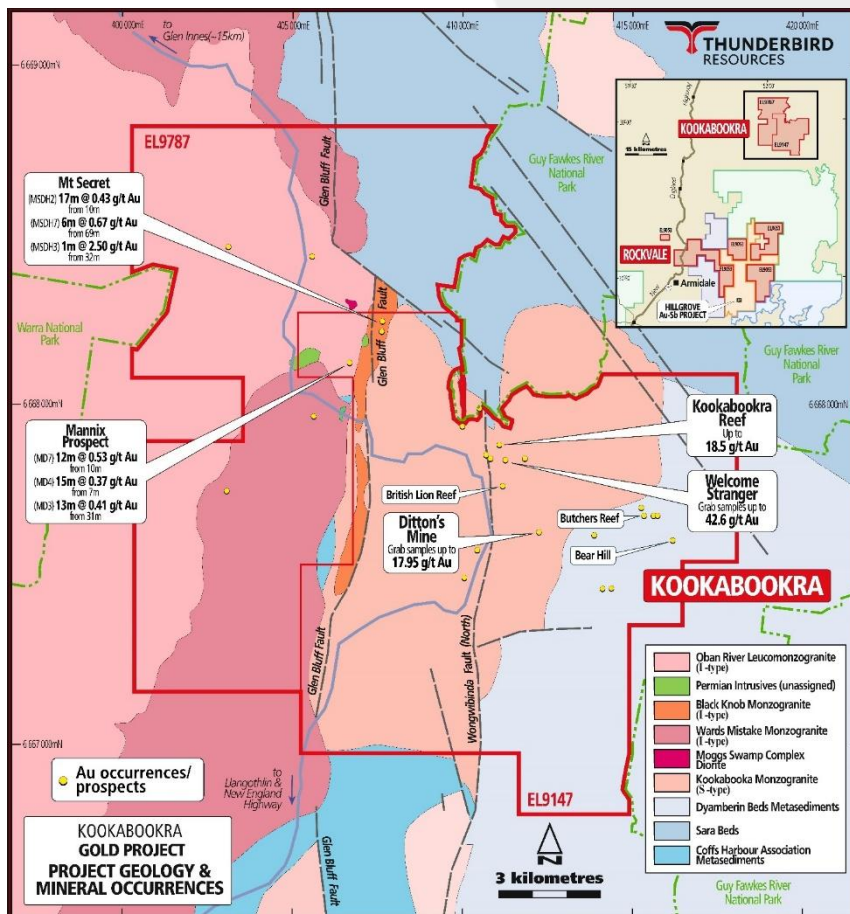 400 000mE
405 000mE
410 000mE
415 000mE
420 000mE
to
Glen Innes(~15km)
THUNDERBIRD
RESOURCES
6 669 000mN
EL9787
Glen Bluff Fault
Guy Fawkes River
National
Park
Mt Secret
(MSDH2) 17m @ 0.43 g/t Au
from 10m
(MSDH7) 6m @ 0.67 g/t Au
from 69m
(MSDH3) 1m @ 2.50 g/t Au
from 32m
KOOKABOOKRA
EL9787
EL9147
15 kilometres
N
Highway
England
New
ROCKVALE
Armidale
HILLGROVE
Au-Sb PROJECT
Warra National
Park
Glen Bluff Fault
Guy Fawkes River
National
Park
6 668 000mN
6 668 000mN
Mannix
Prospect
(MD7) 12m @ 0.53 g/t Au
from 10m
(MD4) 15m @ 0.37 g/t Au
from 7m
(MD3) 13m @ 0.41 g/t Au
from 31m
Kookabookra
Reef
Up to
18.5 g/t Au
Welcome
Stranger
Grab samples up to
42.6 g/t Au
British Lion Reef
Butchers Reef
Ditton's
Mine
Grab samples up to
17.95 g/t Au
Bear Hill
KOOKABOOKRA
Glen Bluff Fault
Wongwibinda Fault (North)
6 667 000mN
Oban River Leucomonzogranite
(I -type)
Permian Intrusives (unassigned)
Black Knob Monzogranite
(I -type)
Wards Mistake Monzogranite
(I -type)
Moggs Swamp Complex
Diorite
Kookabooka Monzogranite
(S -type)
Dyamberin Beds Metasediments
Sara Beds
Coffs Harbour Association
Metasediments
Au occurrences/
prospects
to
Llangothlin &
New England
Highway
EL9147
KOOKABOOKRA
GOLD PROJECT
PROJECT GEOLOGY &
MINERAL OCCURRENCES
Glen Bluff Fault
N
3 kilometres
Guy Fawkes River
National Park